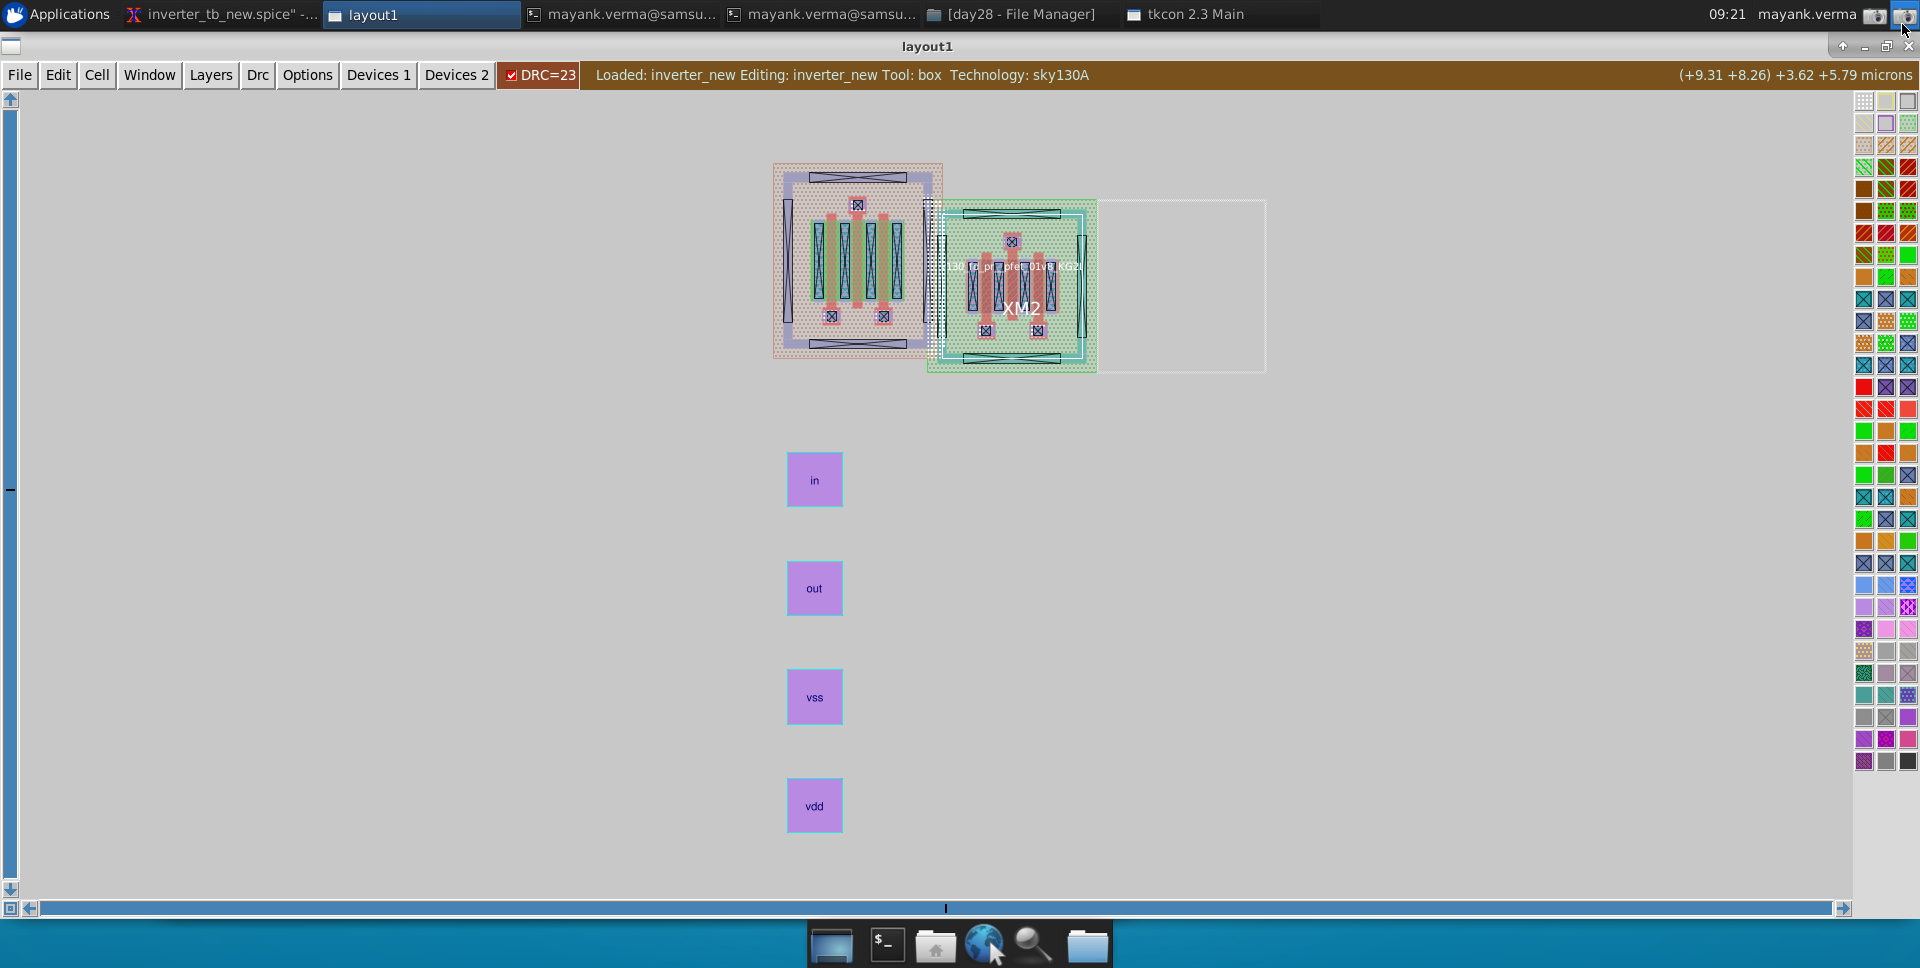 Applications inverter_tb_new.spice" -... layout1 mayank.verma@samsu... mayank.verma@samsu... [day28 - File Manager] tkcon 2.3 Main 09:21 mayank.verma
layout1
File Edit Cell Window Layers Drc Options Devices 1 Devices 2 DRC=23 Loaded: inverter_new Editing: inverter_new Tool: box Technology: sky130A (+9.31 +8.26) +3.62 +5.79 microns
XM2
in
out
vss
vdd